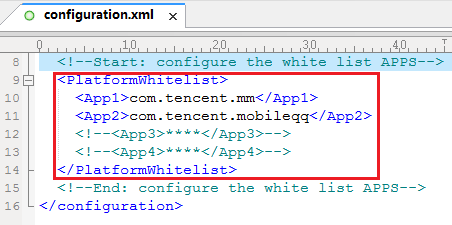 configuration.xml ×
0 10 20 30 40
8 <!--Start: configure the white list APPS-->
9 <PlatformWhitelist>
10 <App1>com.tencent.mm</App1>
11 <App2>com.tencent.mobileqq</App2>
12 <!--<App3>****</App3>-->
13 <!--<App4>****</App4>-->
14 </PlatformWhitelist>
15 <!--End: configure the white list APPS-->
16 </configuration>